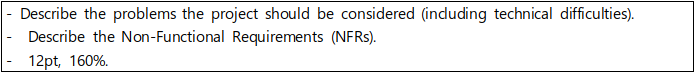 - Describe the problems the project should be considered (including technical difficulties).
- Describe the Non-Functional Requirements (NFRs).
- 12pt, 160%.